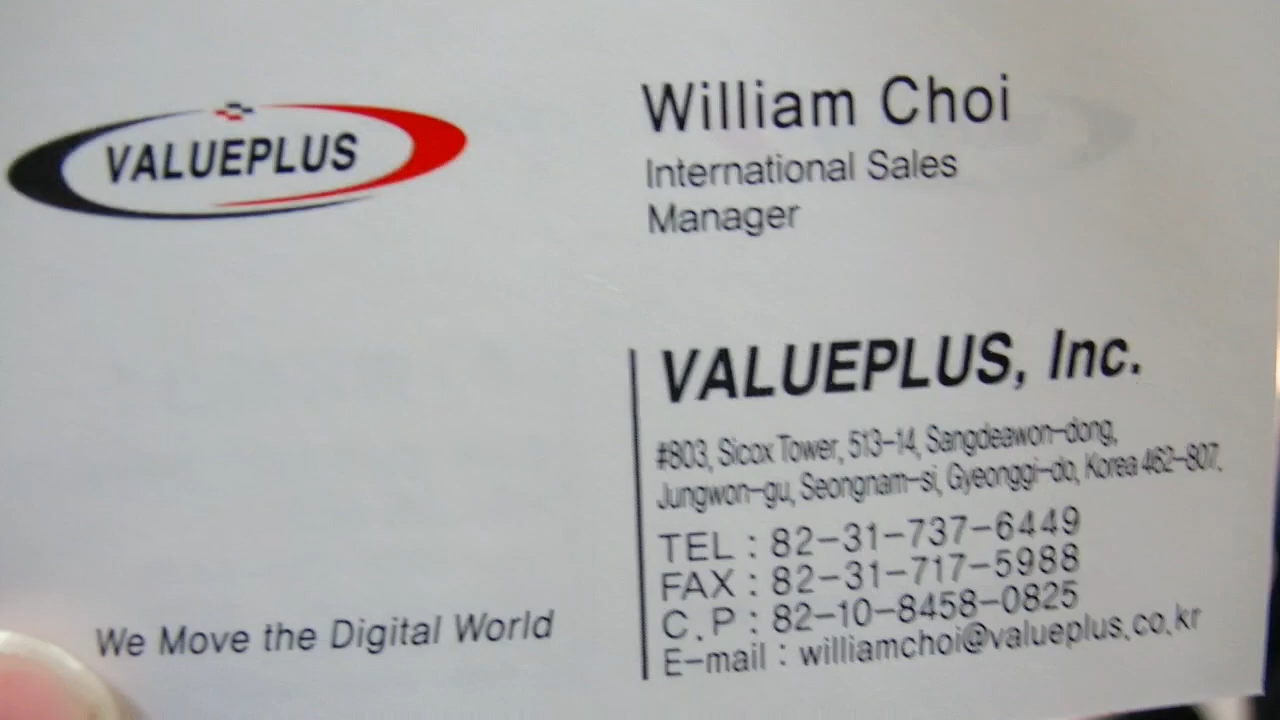 VALUEPLUS
William Choi
International Sales
Manager
VALUEPLUS, Inc.
#803, Sicox Tower, 513-14, Sangdeawon-dong,
Jungwon-gu, Seongnam-si, Gyeonggi-do, Korea 462-807,
TEL : 82-31-737-6449
FAX : 82-31-717-5988
C.P : 82-10-8458-0825
E-mail : williamchoi@valueplus.co.kr
We Move the Digital World